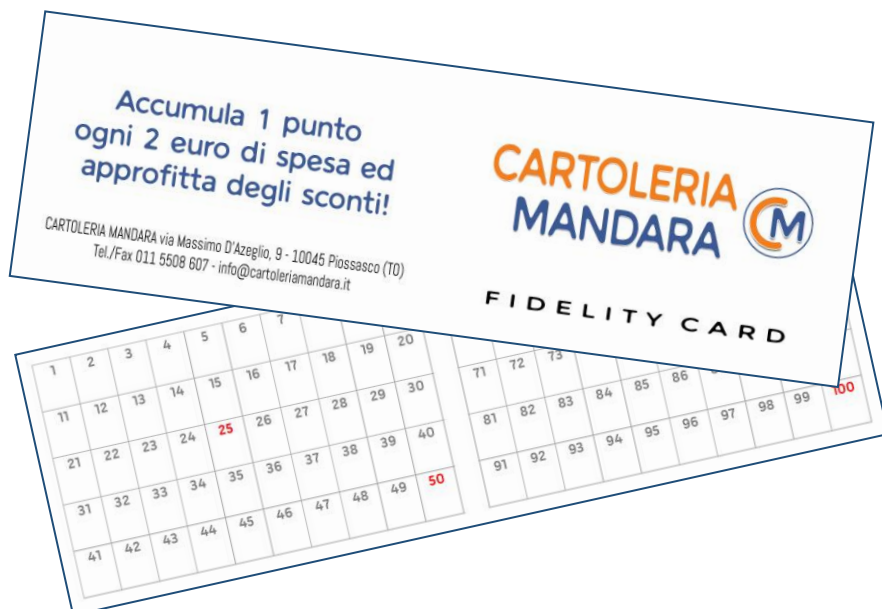 Accumula 1 punto
ogni 2 euro di spesa ed
approfitta degli sconti!
CARTOLERIA MANDARA via Massimo D'Azeglio, 9 - 10045 Piossasco (TO)
Tel./Fax 011 5508 607 - info@cartoleriamandara.it
CARTOLERIA
MANDARA
CM
FIDELITY CARD
1 2 3 4 5 6 7
11 12 13 14 15 16 17 18 19 20
21 22 23 24 25 26 27 28 29 30
31 32 33 34 35 36 37 38 39 40
41 42 43 44 45 46 47 48 49 50
71 72 73
81 82 83 84 85 86
91 92 93 94 95 96 97 98 99 100